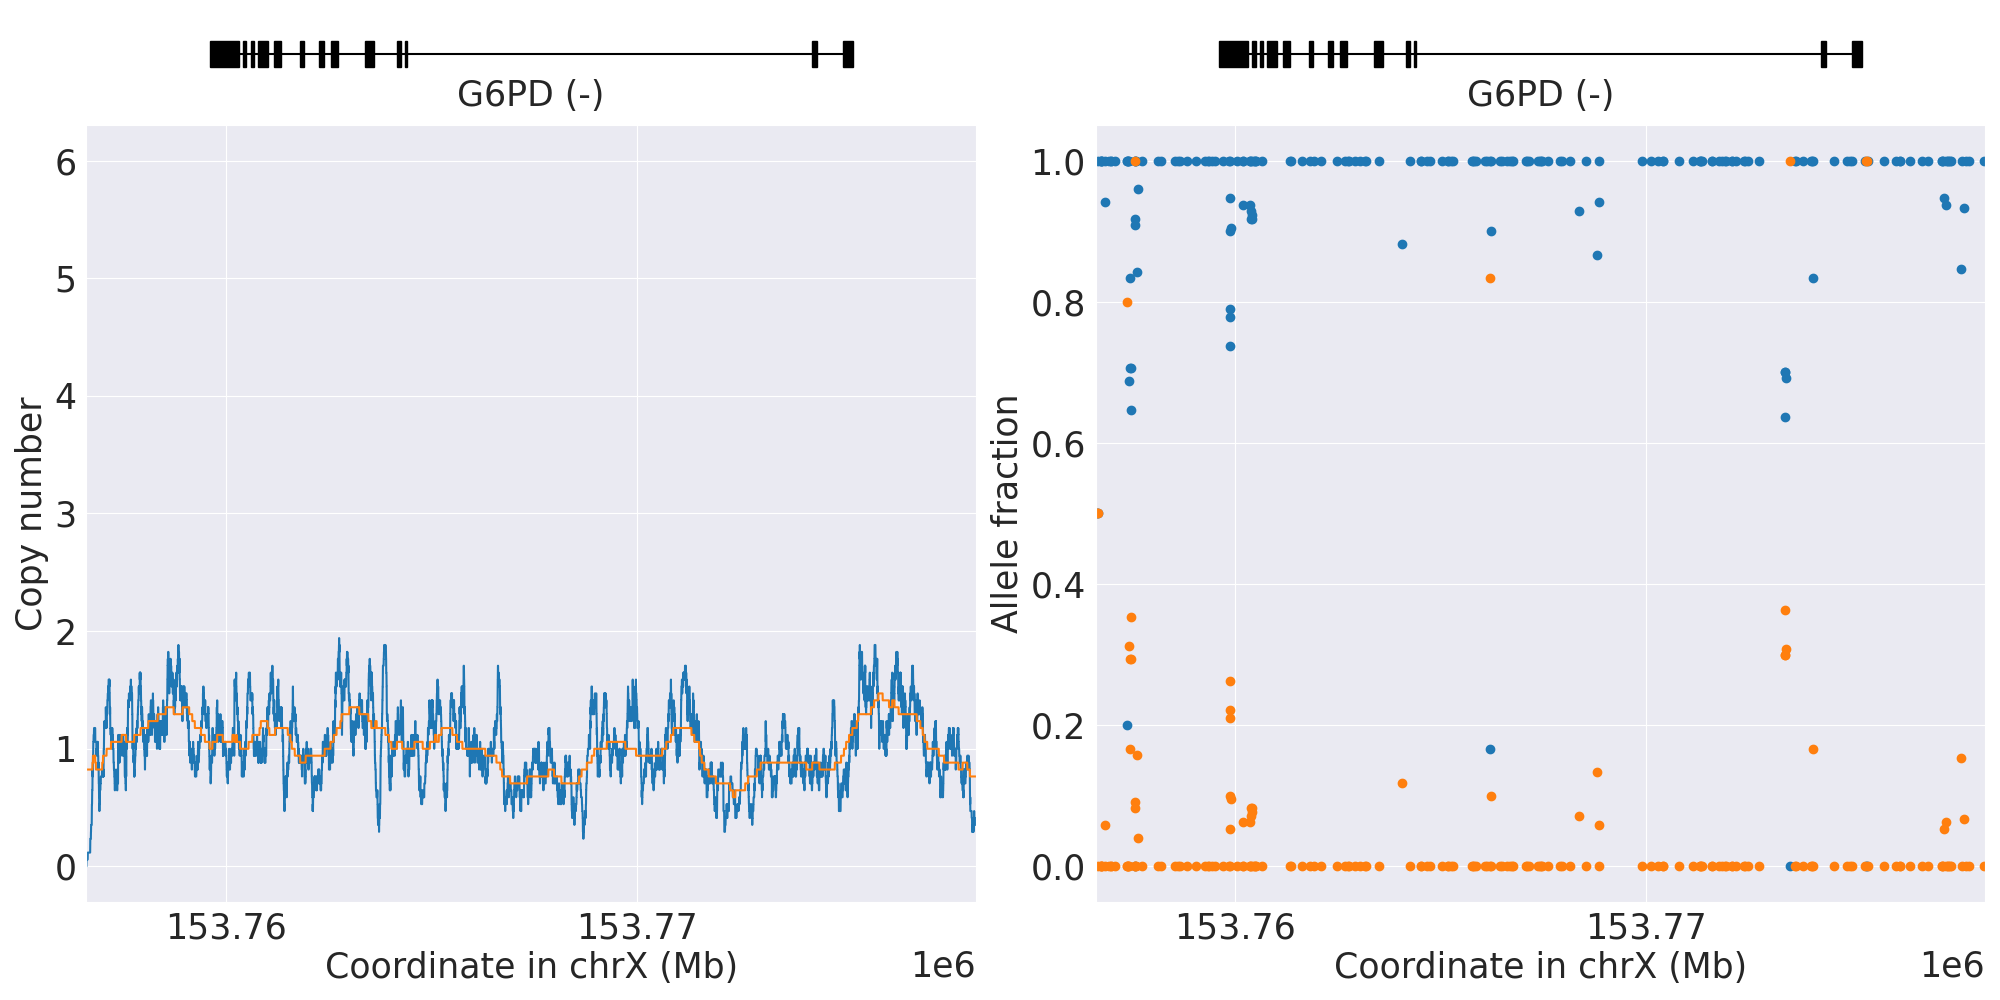 G6PD (-)
6
5
4
3
2
1
0
Copy number
153.76
153.77
Coordinate in chrX (Mb)
1e6
G6PD (-)
1.0
0.8
0.6
0.4
0.2
0.0
Allele fraction
153.76
153.77
Coordinate in chrX (Mb)
1e6